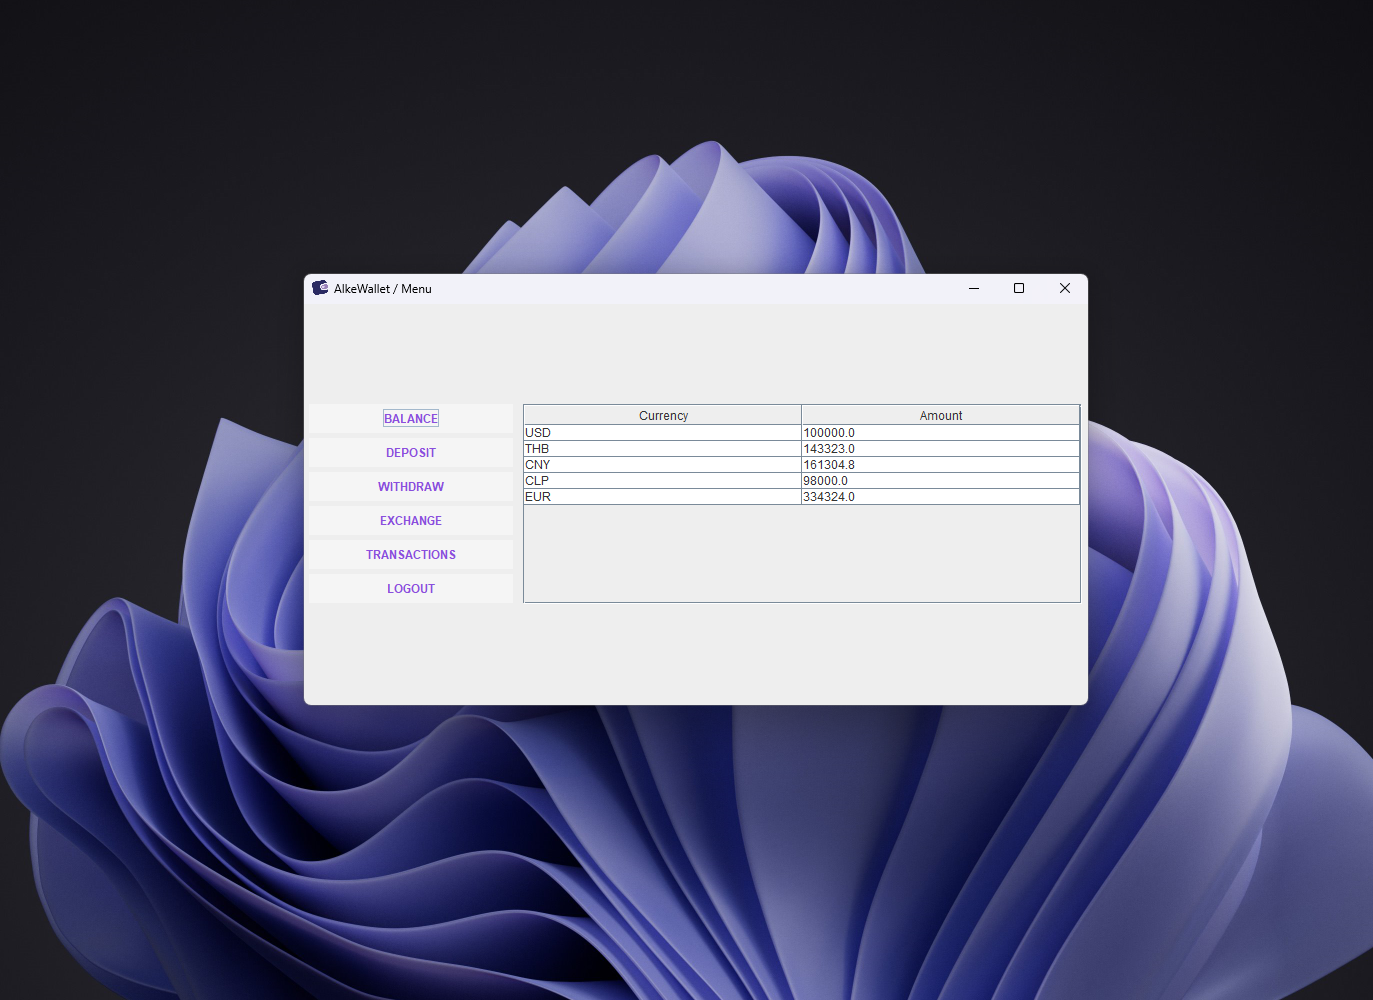 AlkeWallet / Menu
BALANCE
DEPOSIT
WITHDRAW
EXCHANGE
TRANSACTIONS
LOGOUT
Currency Amount
USD 100000.0
THB 143323.0
CNY 161304.8
CLP 98000.0
EUR 334324.0